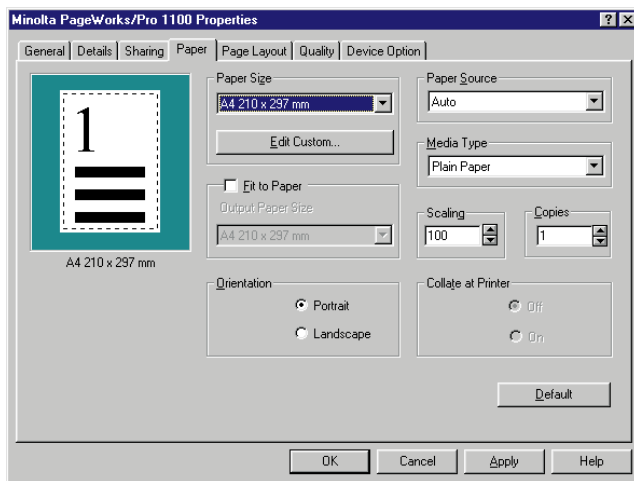 Minolta PageWorks/Pro 1100 Properties
General Details Sharing Paper Page Layout Quality Device Option
1
A4 210 x 297 mm
Paper Size
A4 210 x 297 mm
Edit Custom...
Fit to Paper
Output Paper Size
A4 210 x 297 mm
Orientation
Portrait
Landscape
Paper Source
Auto
Media Type
Plain Paper
Scaling
100
Copies
1
Collate at Printer
Off
On
Default
OK Cancel Apply Help